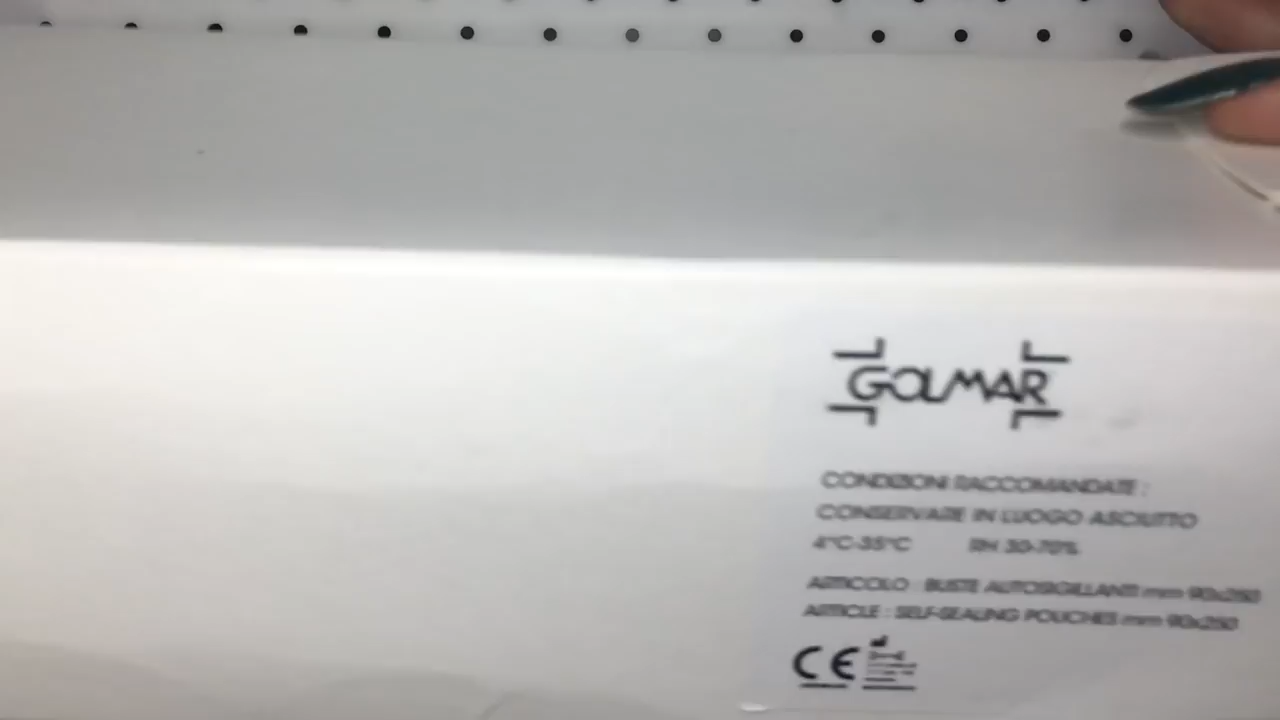 GOLMAR
CONDIZIONI RACCOMANDATE :
CONSERVARE IN LUOGO ASCIUTTO
4°C-35°C RH 30-70%
ARTICOLO : BUSTE AUTOSIGILLANTI mm 90x250
ARTICLE : SELF-SEALING POUCHES mm 90x250
CE